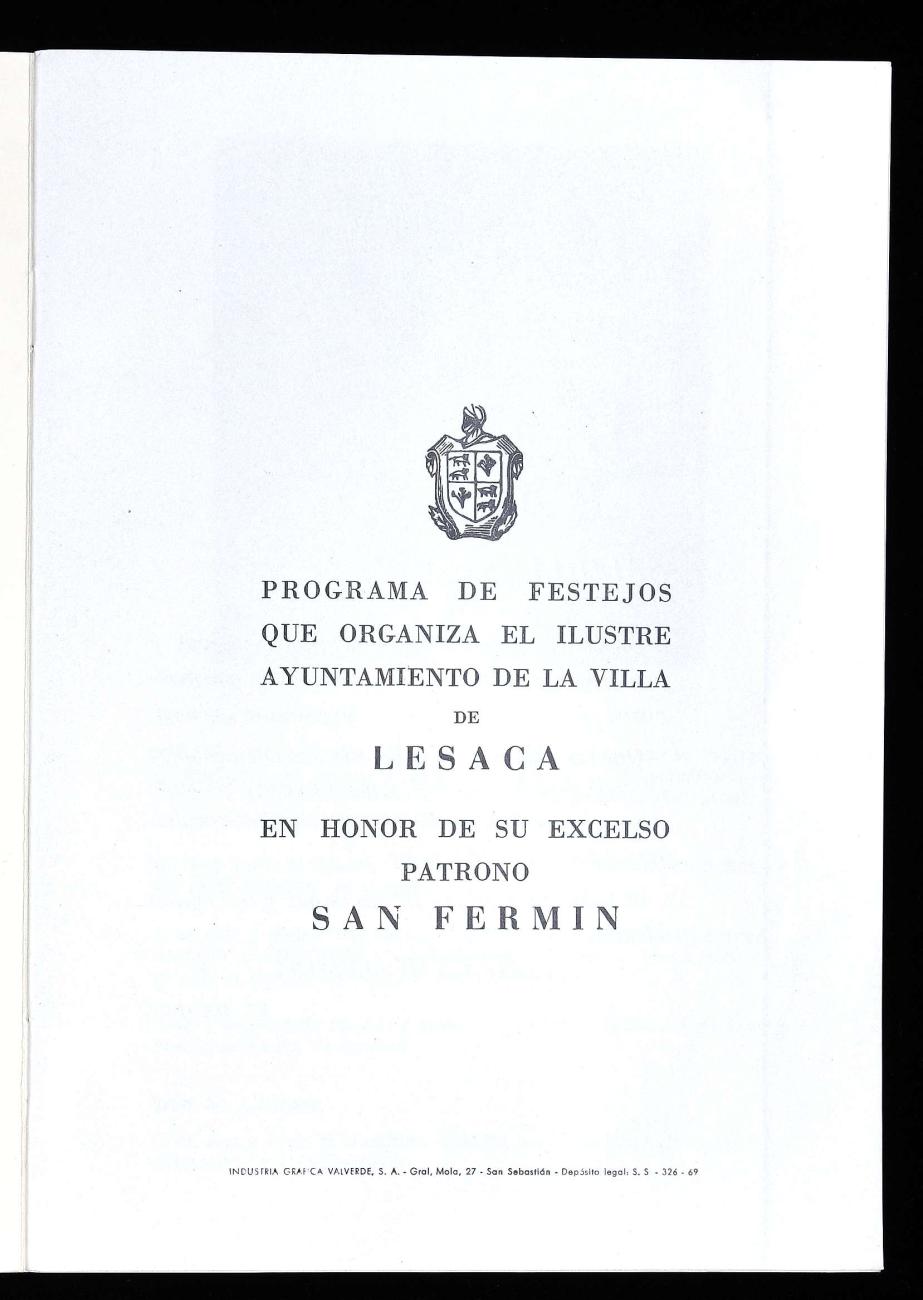 PROGRAMA DE FESTEJOS
QUE ORGANIZA EL ILUSTRE
AYUNTAMIENTO DE LA VILLA
DE
LESACA
EN HONOR DE SU EXCELSO
PATRONO
SAN FERMIN
INDUSTRIA GRAFICA VALVERDE, S. A. - Gral, Mola, 27 - San Sebastián - Depósito legal: S. S - 326 - 69